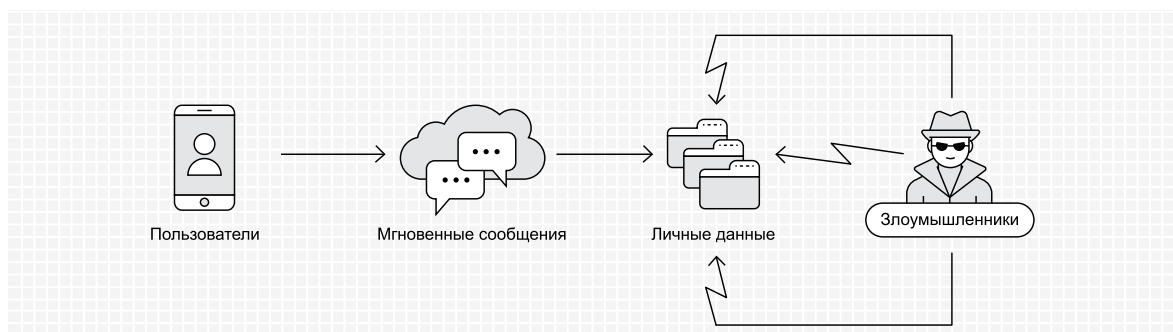 Пользователи
Мгновенные сообщения
Личные данные
Злоумышленники